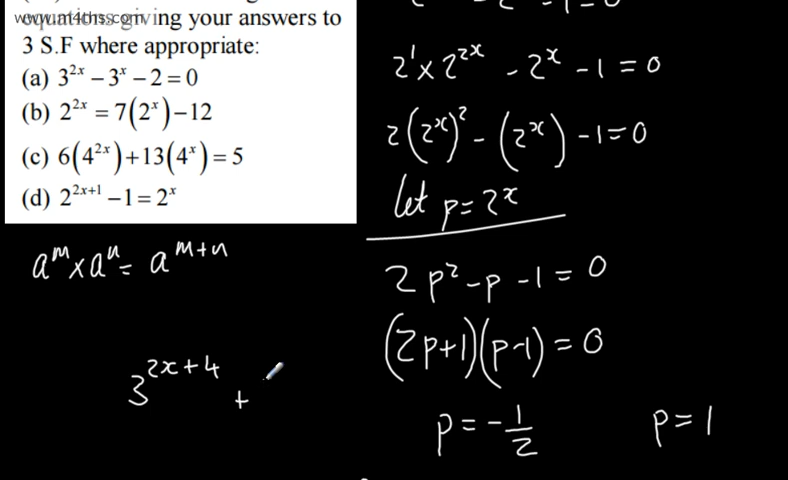 www.m4ths.com
equations giving your answers to
3 S.F where appropriate:
(a) 3^{2x} − 3^x − 2 = 0
(b) 2^{2x} = 7(2^x) − 12
(c) 6(4^{2x}) + 13(4^x) = 5
(d) 2^{2x+1} − 1 = 2^x
a^m × a^n = a^{m+n}
3^{2x+4} +
2^1 × 2^{2x} - 2^x - 1 = 0
2(2^x)^2 - (2^x) - 1 = 0
let p = 2^x
2p^2 - p - 1 = 0
(2p+1)(p-1) = 0
p = -1/2 p = 1